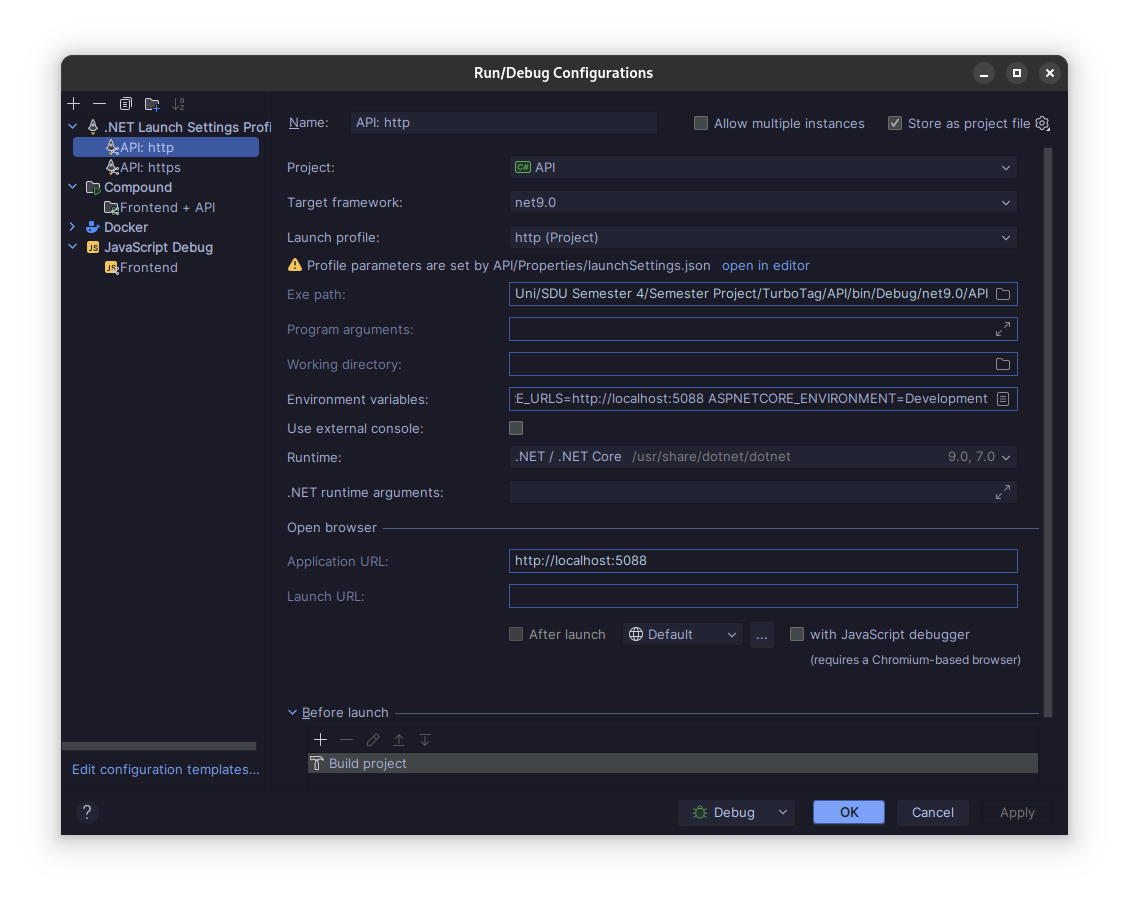 Run/Debug Configurations
.NET Launch Settings Profi
API: http
API: https
Compound
Frontend + API
Docker
JS JavaScript Debug
JS Frontend
Edit configuration templates...
Name: API: http Allow multiple instances Store as project file
Project: C# API
Target framework: net9.0
Launch profile: http (Project)
Profile parameters are set by API/Properties/launchSettings.json open in editor
Exe path: Uni/SDU Semester 4/Semester Project/TurboTag/API/bin/Debug/net9.0/API
Program arguments:
Working directory:
Environment variables: E_URLS=http://localhost:5088 ASPNETCORE_ENVIRONMENT=Development
Use external console:
Runtime: .NET / .NET Core /usr/share/dotnet/dotnet 9.0, 7.0
.NET runtime arguments:
Open browser
Application URL: http://localhost:5088
Launch URL:
After launch Default ... with JavaScript debugger
(requires a Chromium-based browser)
Before launch
Build project
? Debug OK Cancel Apply